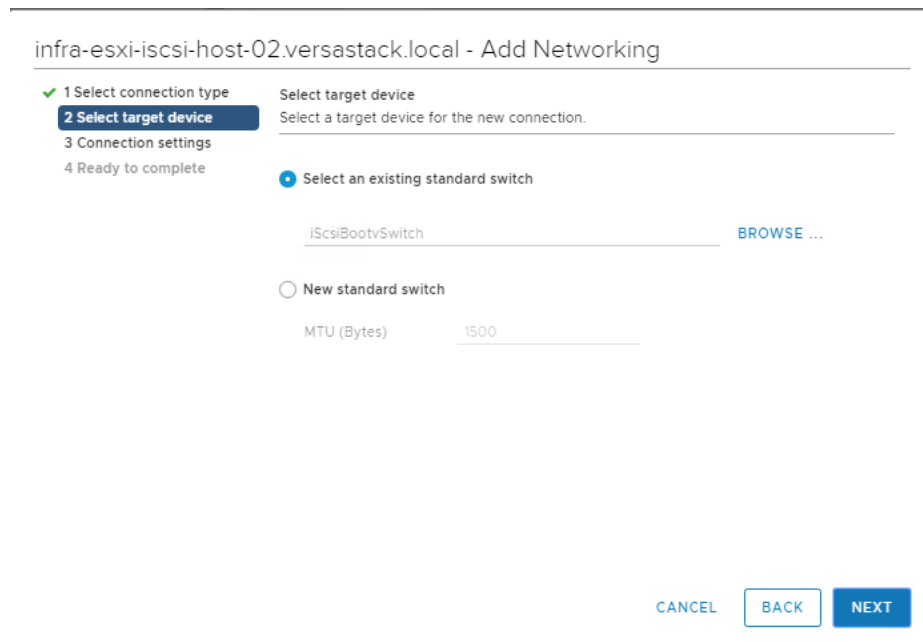 infra-esxi-iscsi-host-02.versastack.local - Add Networking
1 Select connection type
2 Select target device
3 Connection settings
4 Ready to complete
Select target device
Select a target device for the new connection.
Select an existing standard switch
iScsiBootvSwitch
BROWSE ...
New standard switch
MTU (Bytes) 1500
CANCEL BACK NEXT